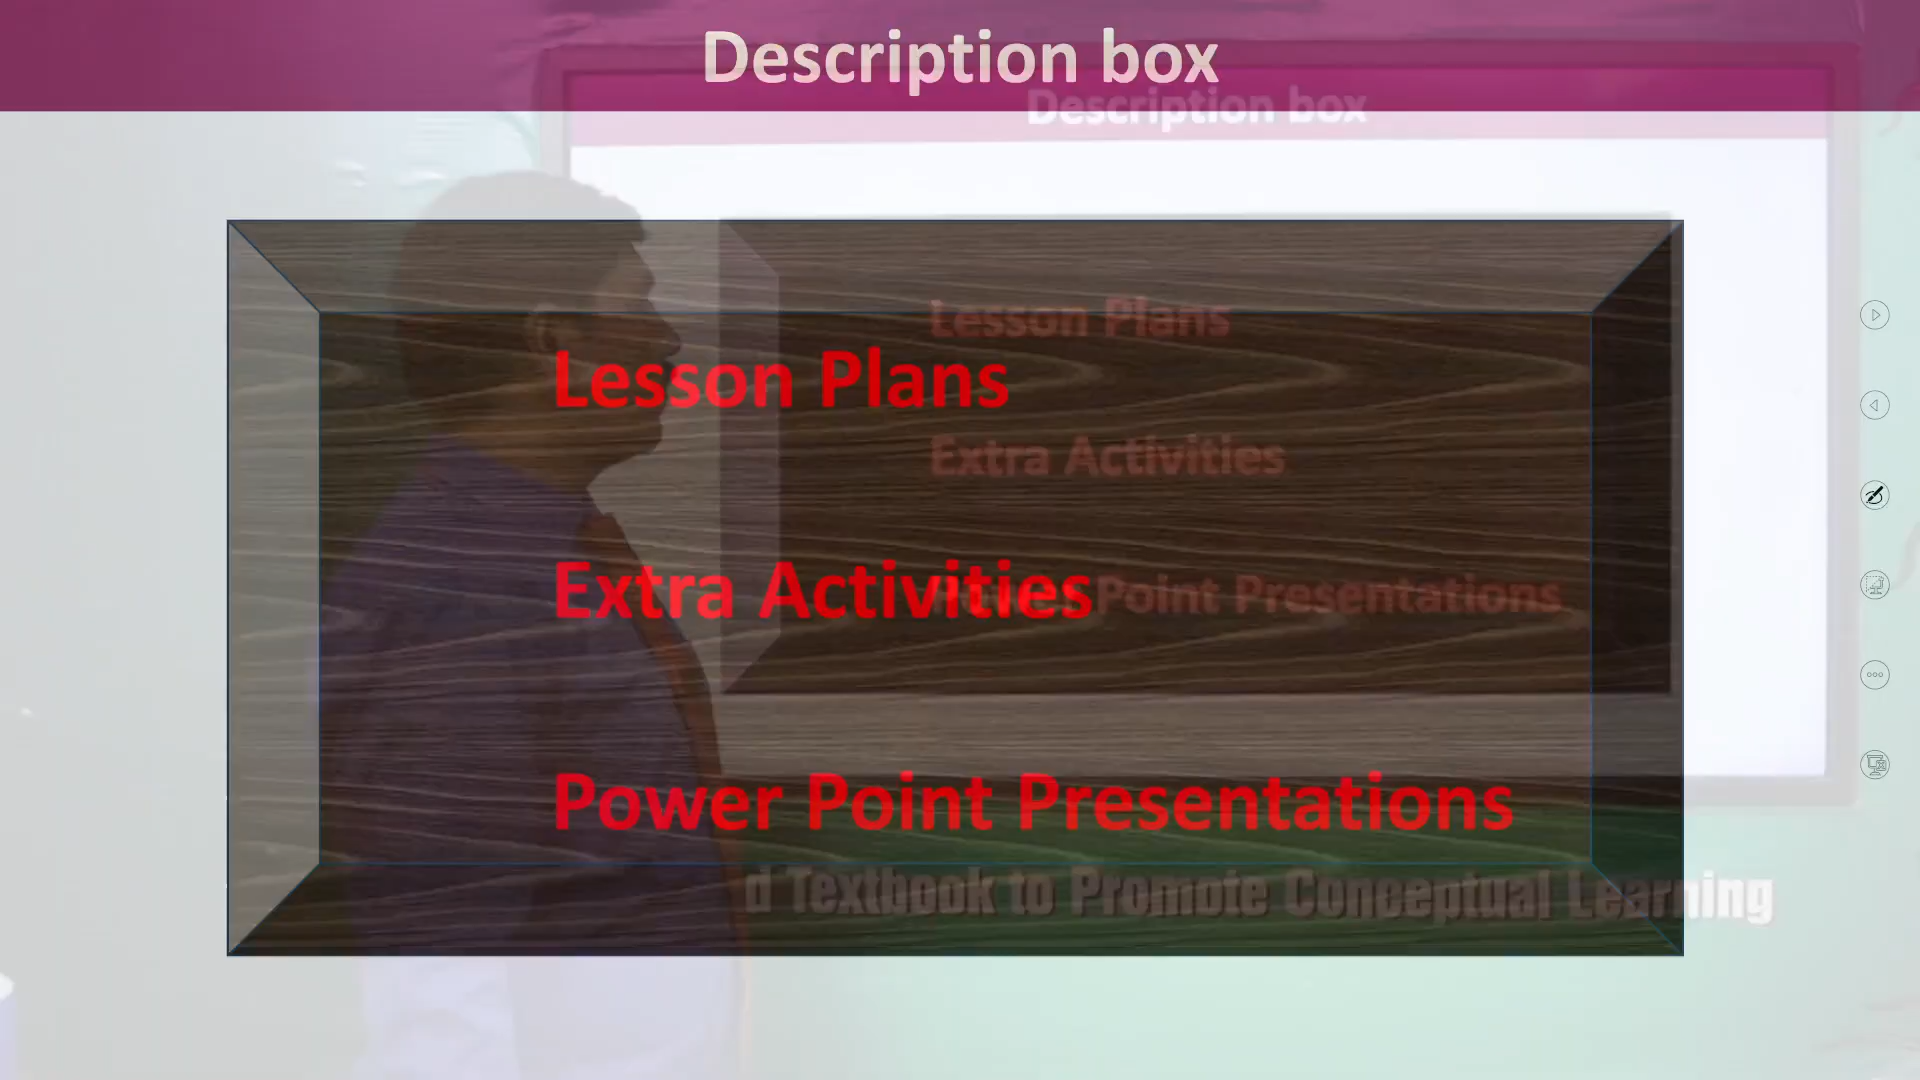 Description box
Description box
Lesson Plans
Lesson Plans
Extra Activities
Extra Activities
Point Presentations
Power Point Presentations
d Textbook to Promote Conceptual Learning